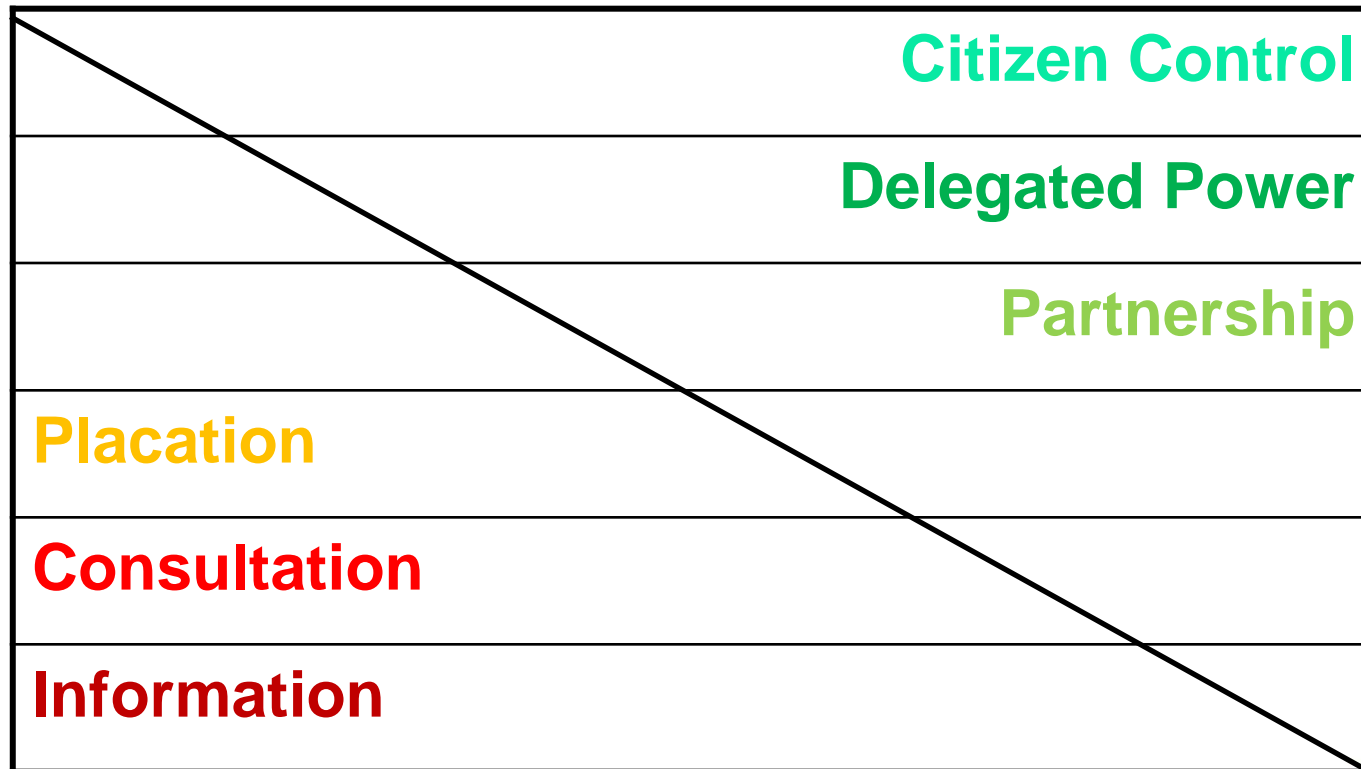 Citizen Control
Delegated Power
Partnership
Placation
Consultation
Information